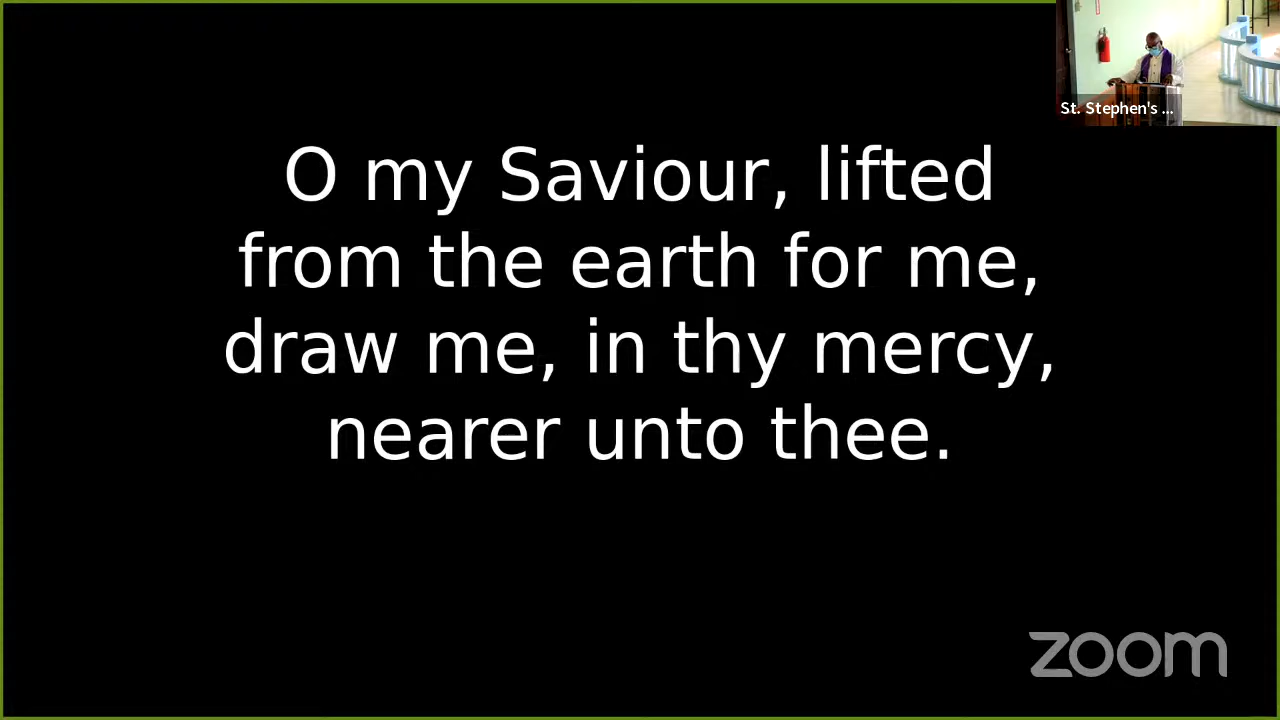 St. Stephen's ...
O my Saviour, lifted
from the earth for me,
draw me, in thy mercy,
nearer unto thee.
zoom